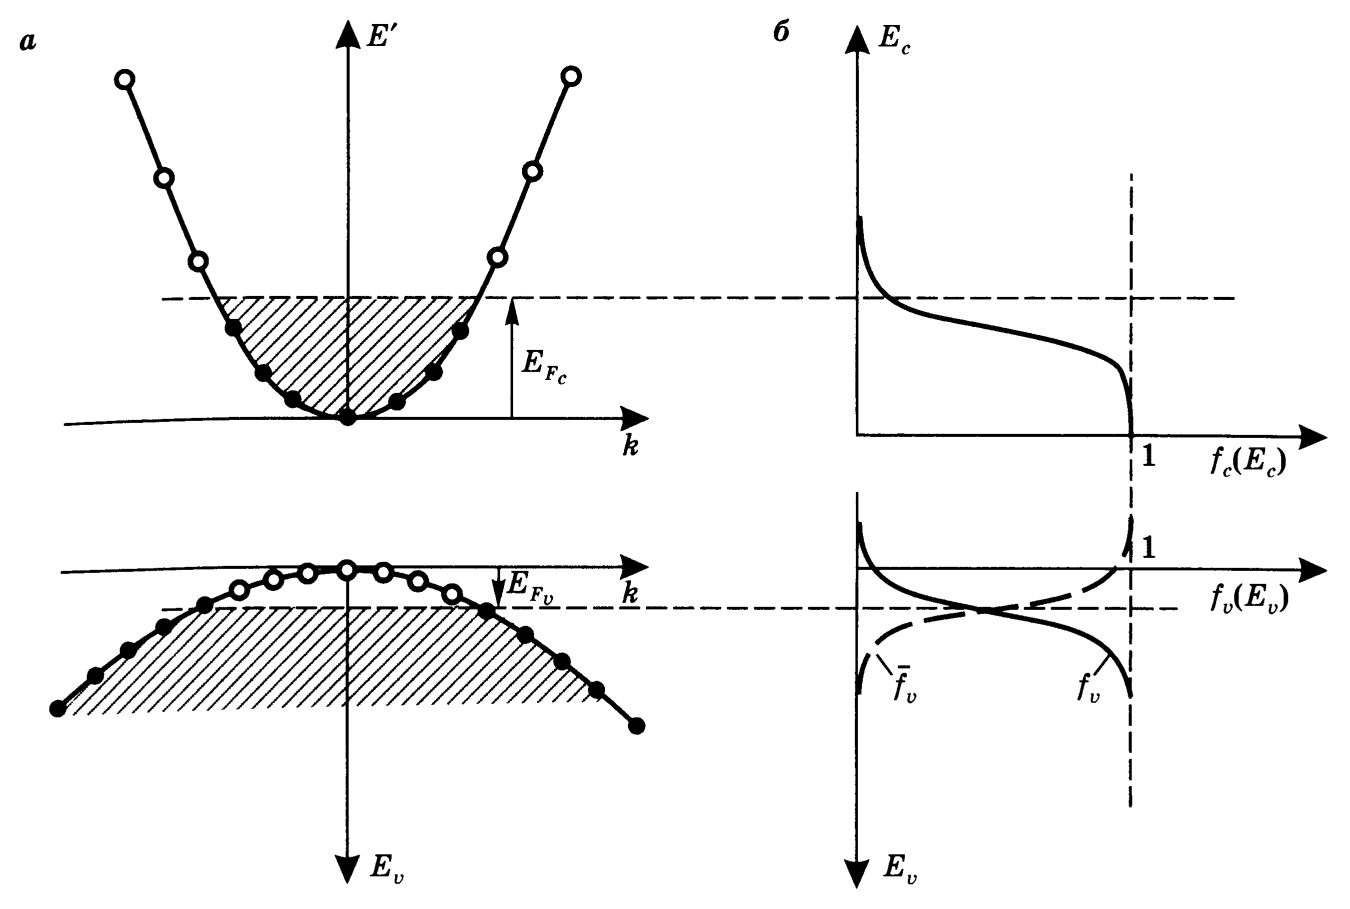 а
E′
E_{F_c}
k
E_{F_v}
k
E_v
б
E_c
1
f_c(E_c)
1
f_v(E_v)
f̄_v
f_v
E_v